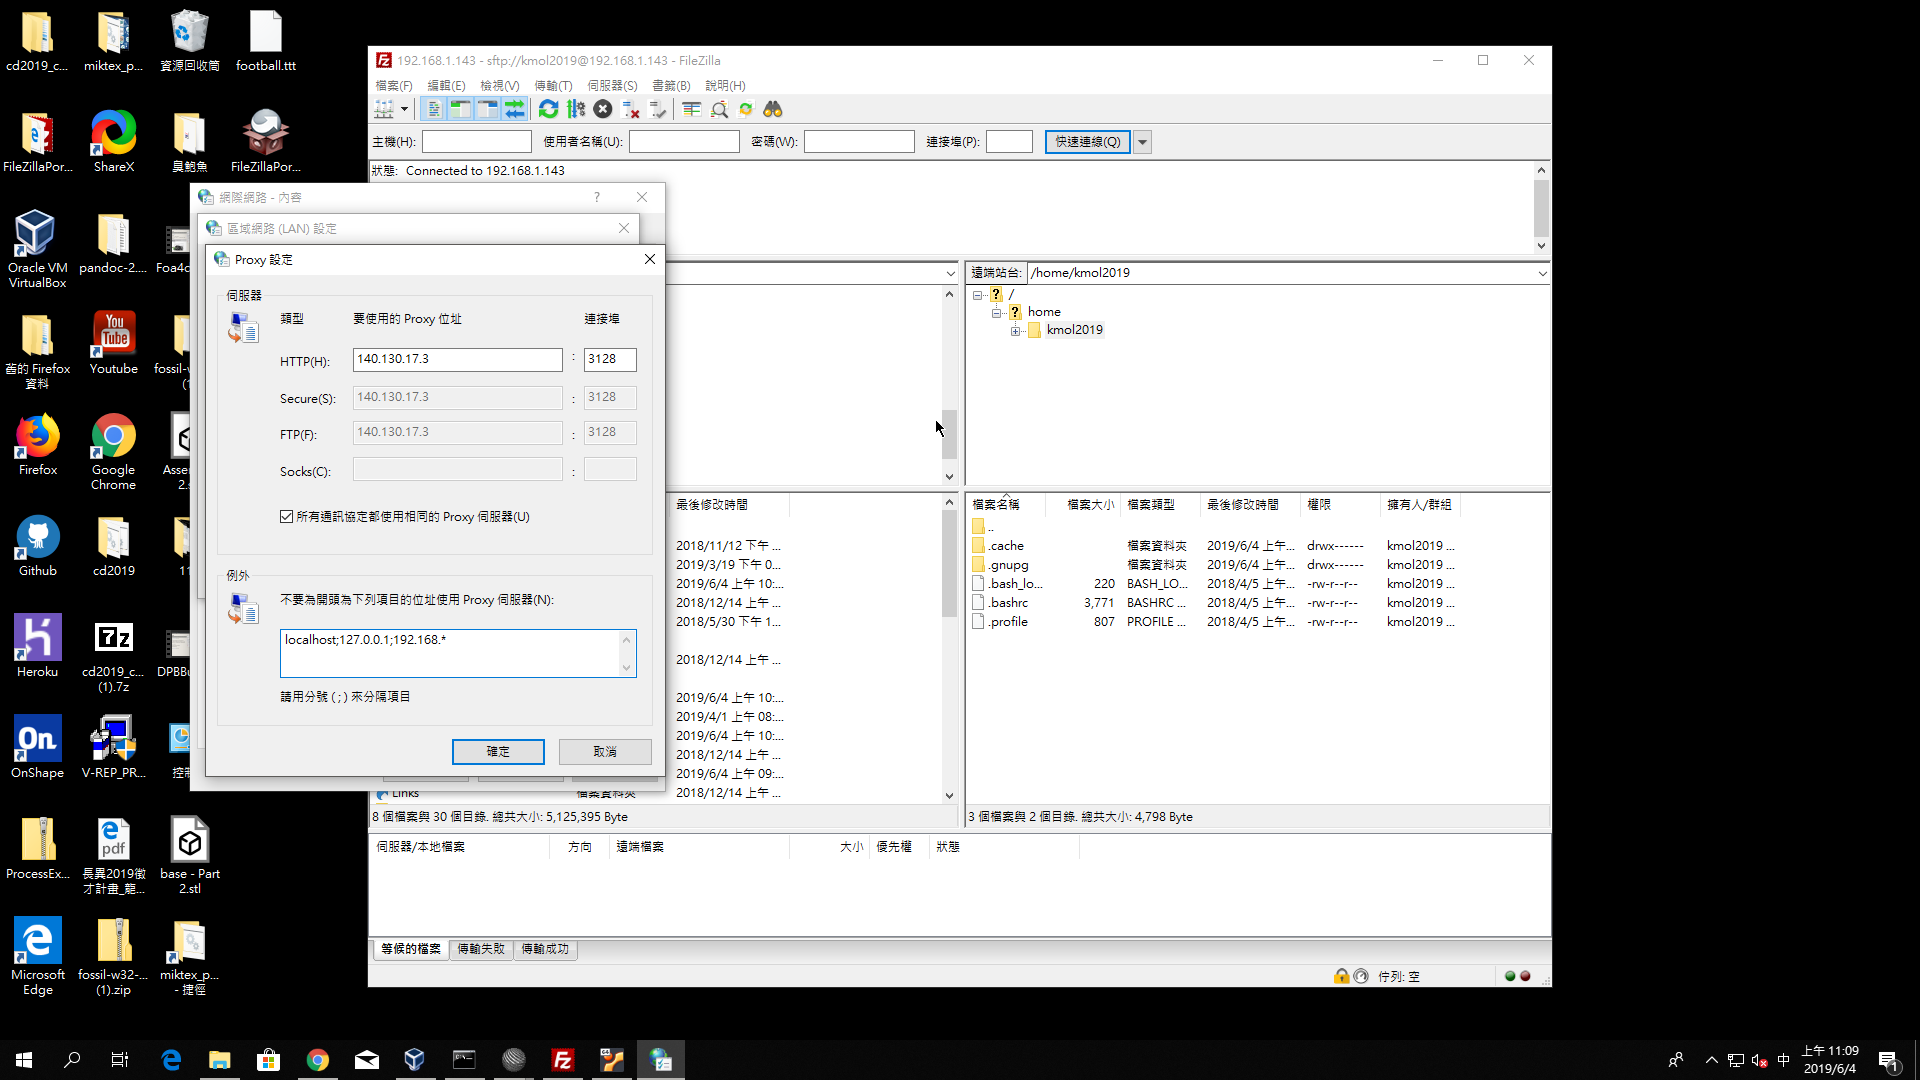 cd2019_c...
miktex_p...
資源回收筒
football.ttt
FileZillaPor...
ShareX
臭鮑魚
FileZillaPor...
Oracle VM
VirtualBox
pandoc-2....
舊的 Firefox
資料
Youtube
Firefox
Google
Chrome
Github
cd2019
Heroku
cd2019_c...
(1).7z
OnShape
V-REP_PR...
ProcessEx...
長異2019徵
才計畫_龍...
base - Part
2.stl
Microsoft
Edge
fossil-w32-...
(1).zip
miktex_p...
- 捷徑
192.168.1.143 - sftp://kmol2019@192.168.1.143 - FileZilla
檔案(F) 編輯(E) 檢視(V) 傳輸(T) 伺服器(S) 書籤(B) 說明(H)
主機(H): 使用者名稱(U): 密碼(W): 連接埠(P): 快速連線(Q)
狀態: Connected to 192.168.1.143
網際網路 - 內容
區域網路 (LAN) 設定
Proxy 設定
伺服器
類型 要使用的 Proxy 位址 連接埠
HTTP(H): 140.130.17.3 : 3128
Secure(S): 140.130.17.3 : 3128
FTP(F): 140.130.17.3 : 3128
Socks(C): :
所有通訊協定都使用相同的 Proxy 伺服器(U)
例外
不要為開頭為下列項目的位址使用 Proxy 伺服器(N):
localhost;127.0.0.1;192.168.*
請用分號 ( ; ) 來分隔項目
確定 取消
遠端站台: /home/kmol2019
/
home
kmol2019
最後修改時間
2018/11/12 下午 ...
2019/3/19 下午 0...
2019/6/4 上午 10:...
2018/12/14 上午 ...
2018/5/30 下午 1...
2018/12/14 上午 ...
2019/6/4 上午 10:...
2019/4/1 上午 08:...
2019/6/4 上午 10:...
2018/12/14 上午 ...
2019/6/4 上午 09:...
Links 檔案資料夾 2018/12/14 上午 ...
8 個檔案與 30 個目錄. 總共大小: 5,125,395 Byte
檔案名稱 檔案大小 檔案類型 最後修改時間 權限 擁有人/群組
..
.cache 檔案資料夾 2019/6/4 上午... drwx------ kmol2019 ...
.gnupg 檔案資料夾 2019/6/4 上午... drwx------ kmol2019 ...
.bash_lo... 220 BASH_LO... 2018/4/5 上午... -rw-r--r-- kmol2019 ...
.bashrc 3,771 BASHRC ... 2018/4/5 上午... -rw-r--r-- kmol2019 ...
.profile 807 PROFILE ... 2018/4/5 上午... -rw-r--r-- kmol2019 ...
3 個檔案與 2 個目錄. 總共大小: 4,798 Byte
伺服器/本地檔案 方向 遠端檔案 大小 優先權 狀態
等候的檔案 傳輸失敗 傳輸成功
佇列: 空
中
上午 11:09
2019/6/4
1